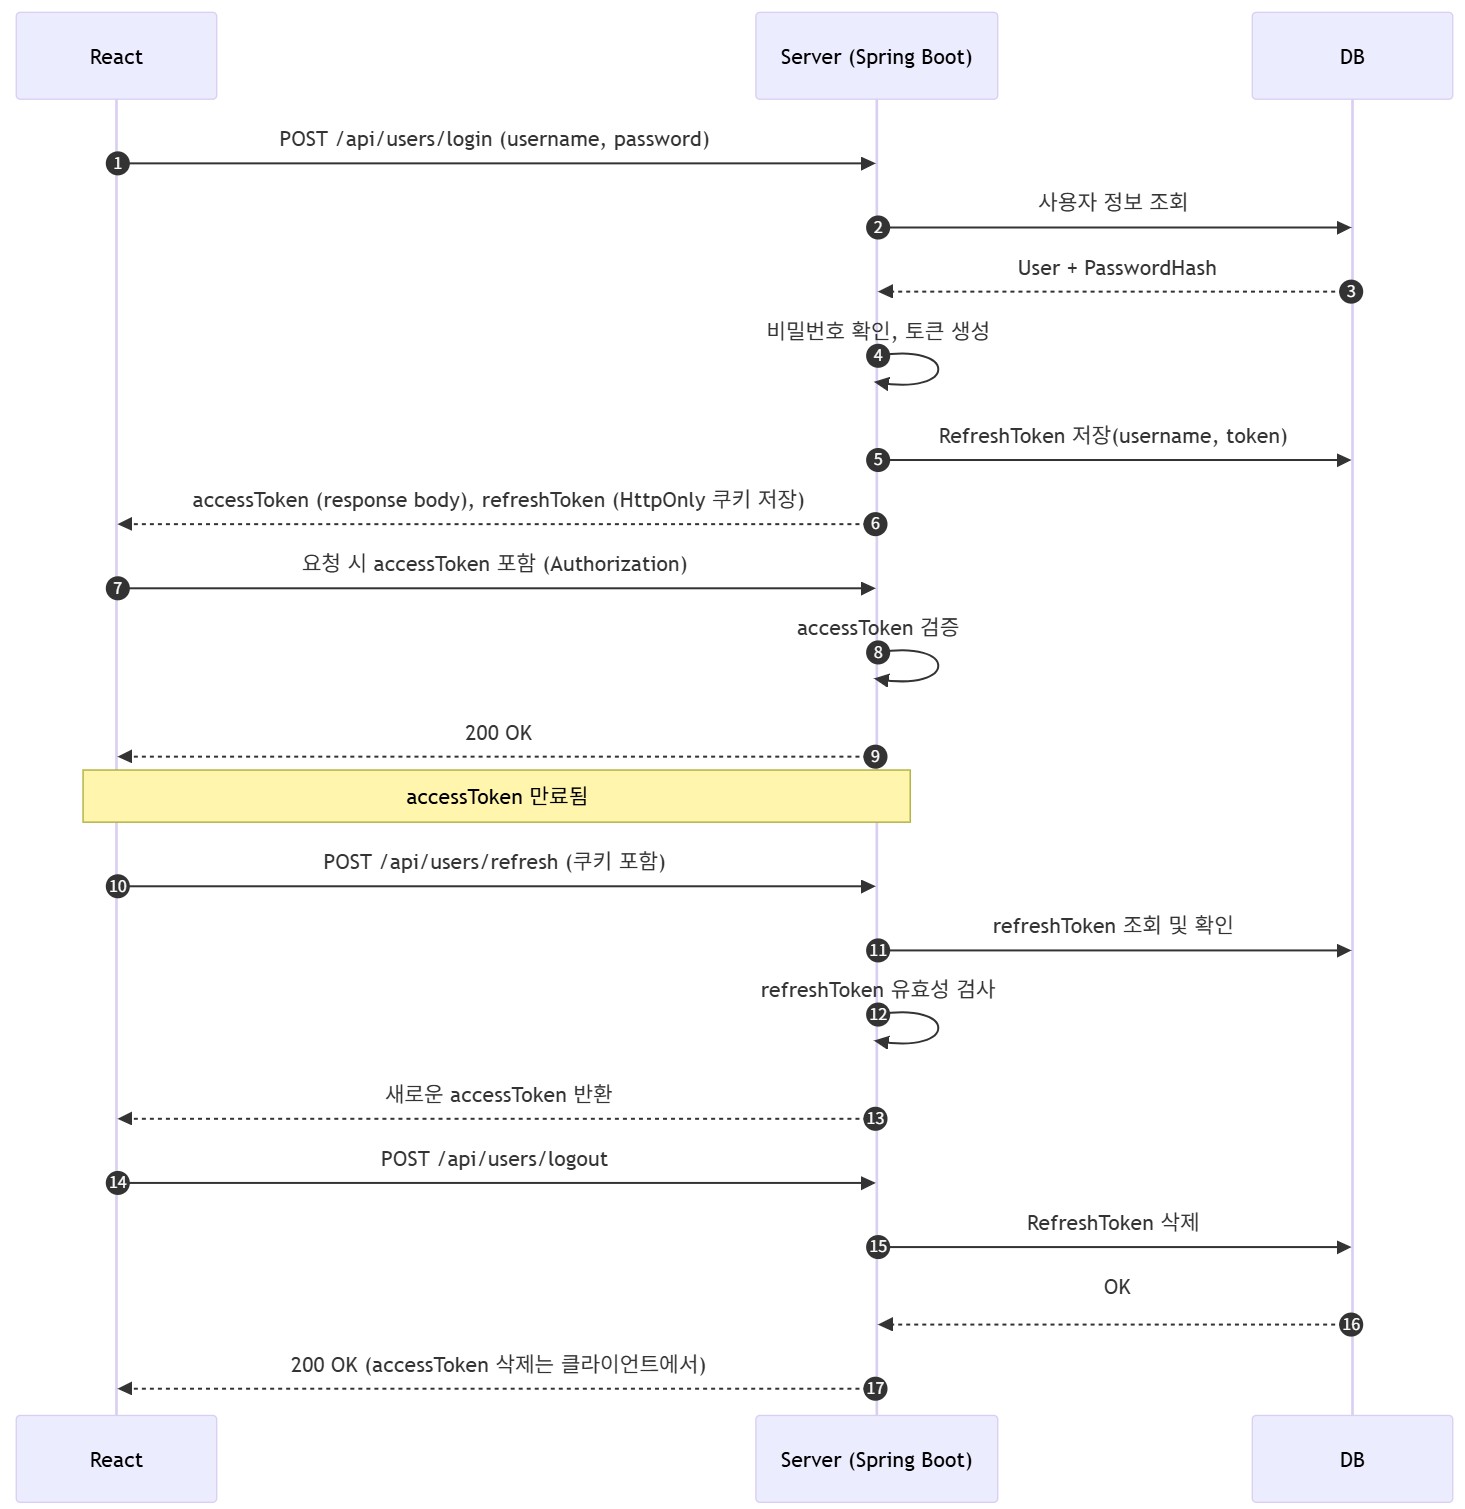 React
Server (Spring Boot)
DB
POST /api/users/login (username, password)
1
사용자 정보 조회
2
User + PasswordHash
3
비밀번호 확인, 토큰 생성
4
RefreshToken 저장(username, token)
5
accessToken (response body), refreshToken (HttpOnly 쿠키 저장)
6
요청 시 accessToken 포함 (Authorization)
7
accessToken 검증
8
200 OK
9
accessToken 만료됨
POST /api/users/refresh (쿠키 포함)
10
refreshToken 조회 및 확인
11
refreshToken 유효성 검사
12
새로운 accessToken 반환
13
POST /api/users/logout
14
RefreshToken 삭제
15
OK
16
200 OK (accessToken 삭제는 클라이언트에서)
17
React
Server (Spring Boot)
DB